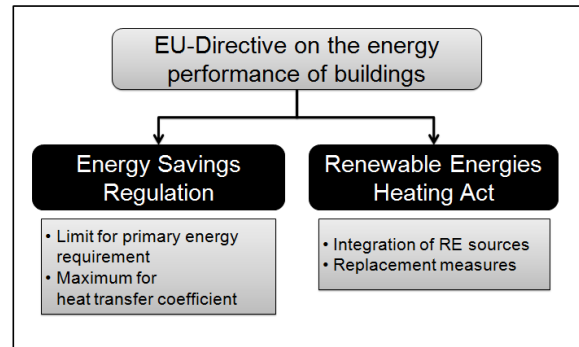 EU-Directive on the energy
performance of buildings
Energy Savings
Regulation
Renewable Energies
Heating Act
• Limit for primary energy
requirement
• Maximum for
heat transfer coefficient
• Integration of RE sources
• Replacement measures